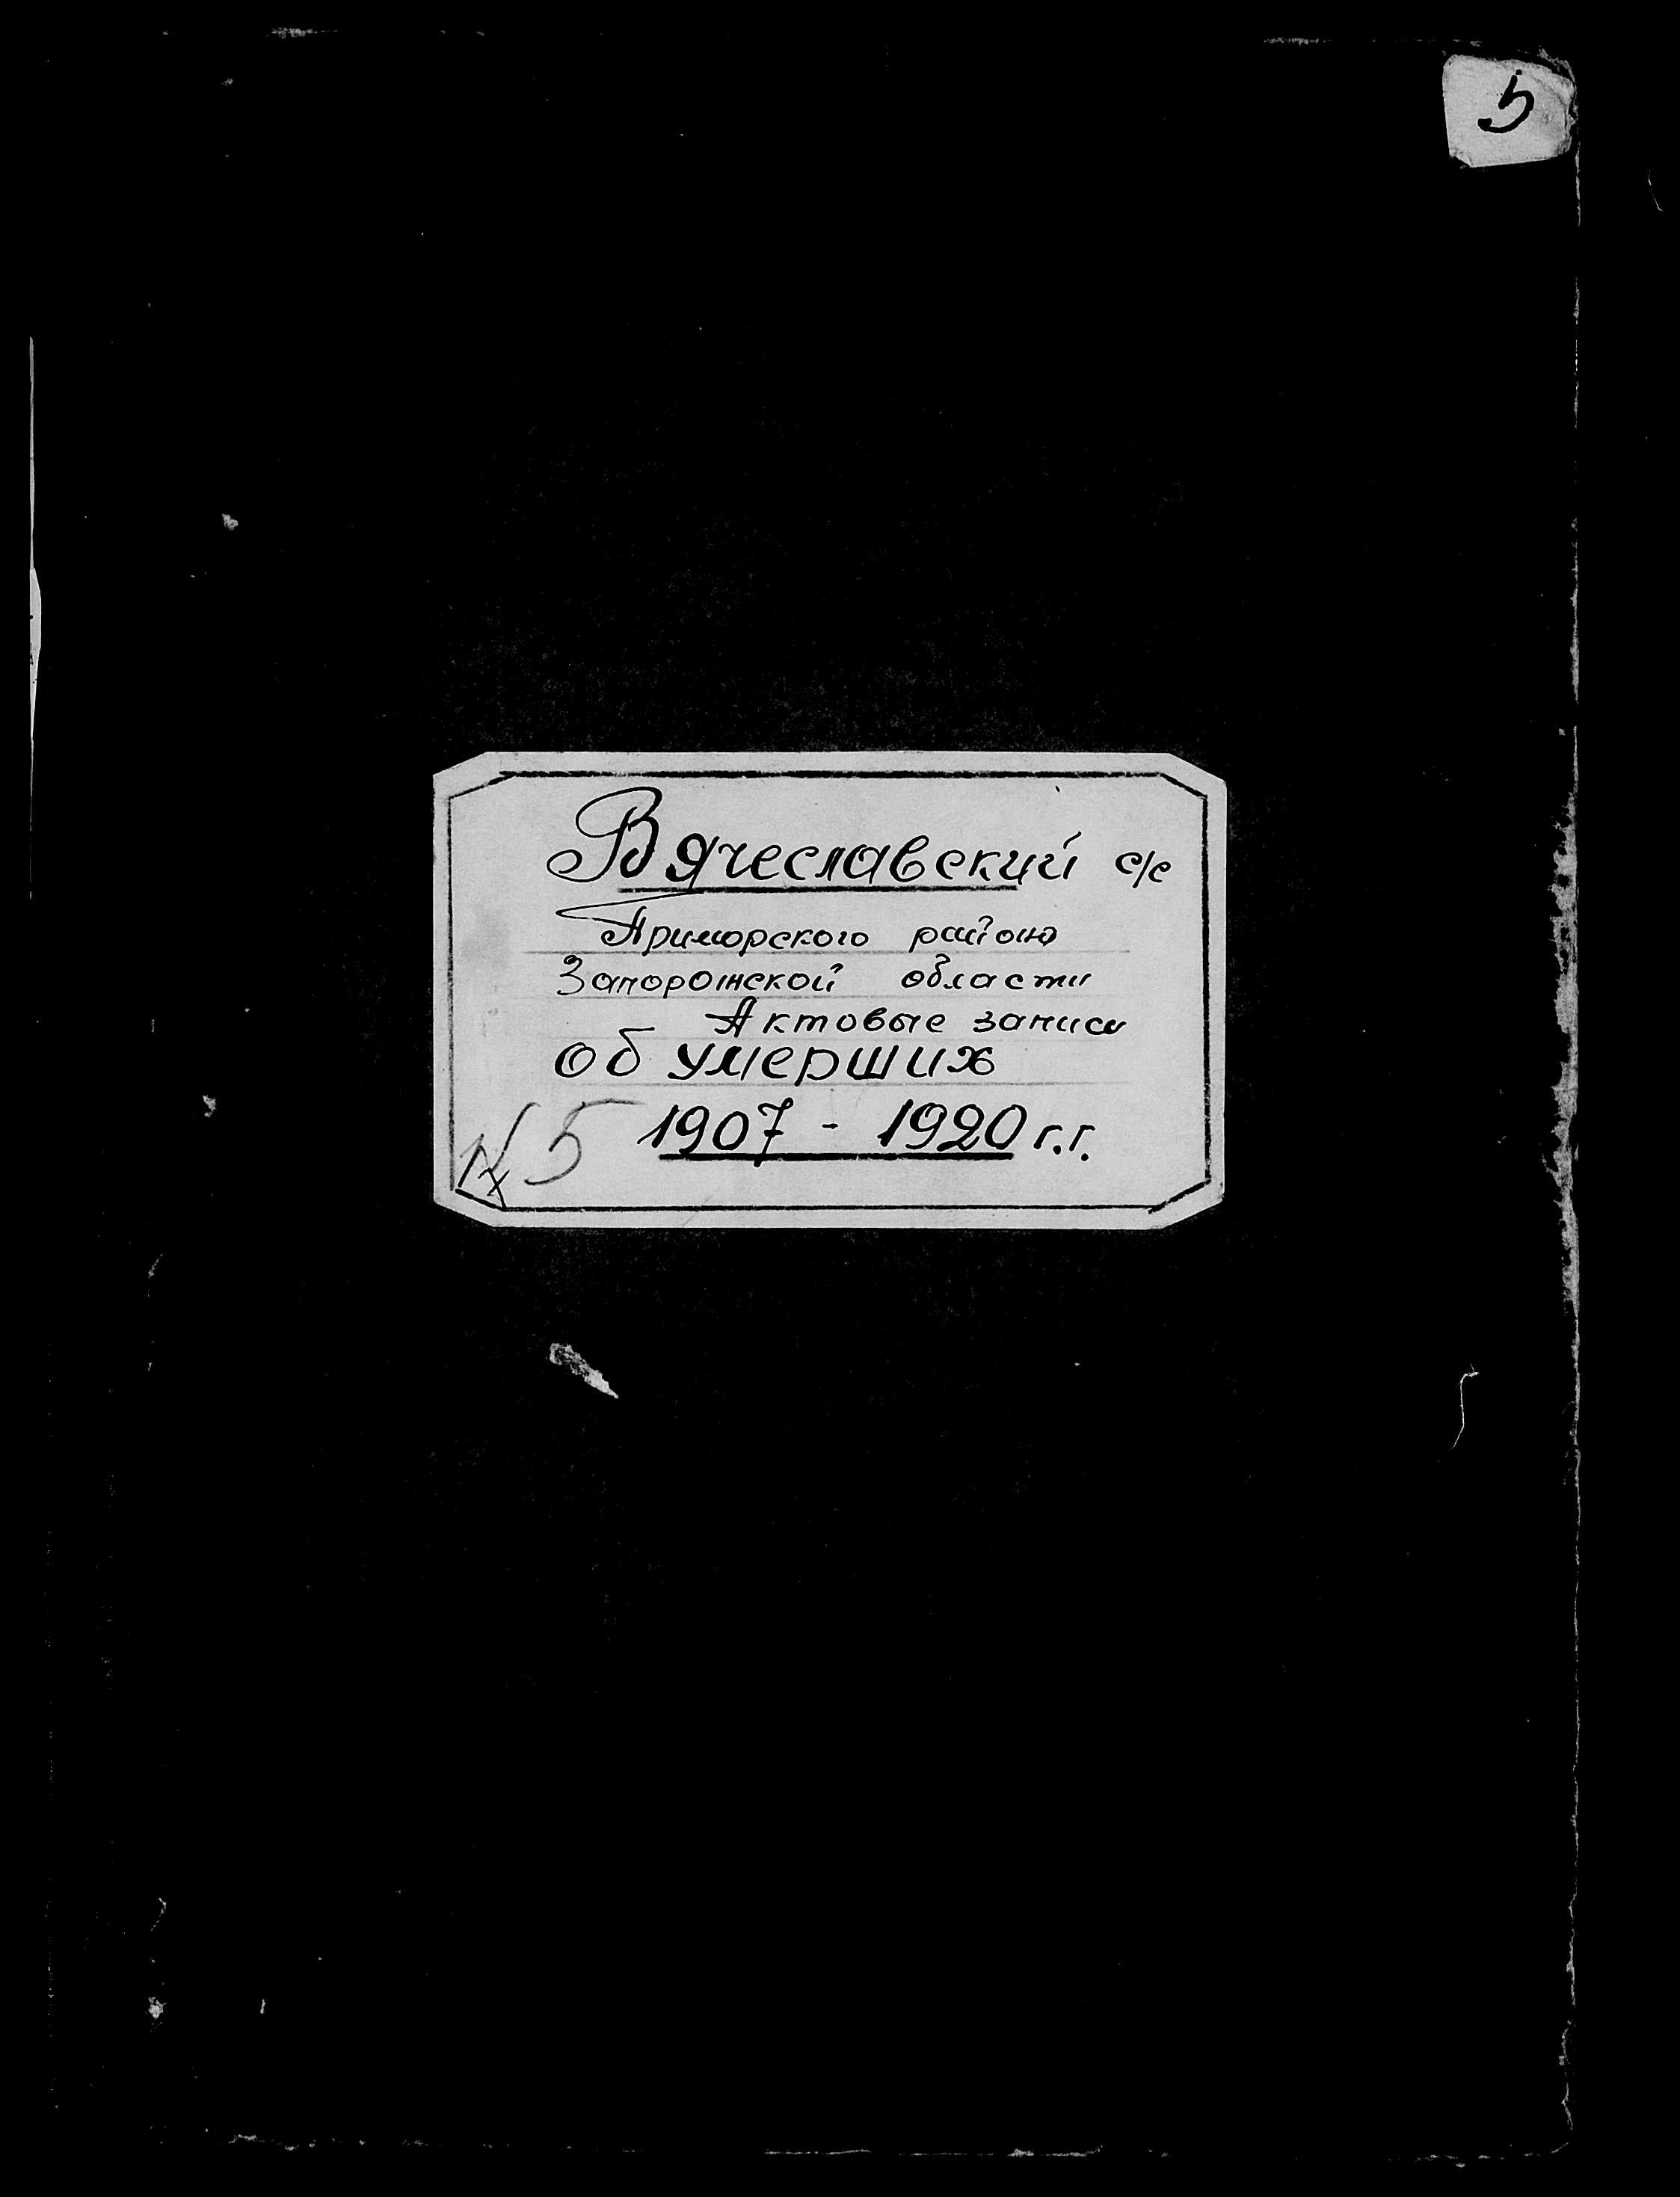 5
Вячеславский с/с
Приморского района
Запорожской области
Актовые записи
об умерших
1907 - 1920 г.г.
№ 5